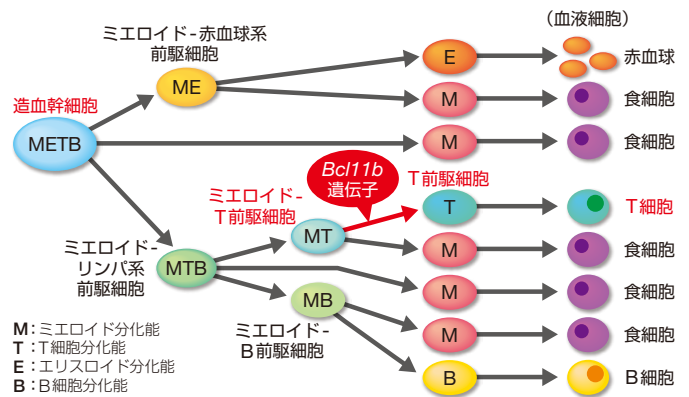 (血液細胞)
ミエロイド-赤血球系
前駆細胞
E
赤血球
ME
造血幹細胞
M
食細胞
METB
M
食細胞
Bcl11b
遺伝子
T前駆細胞
ミエロイド-
T前駆細胞
T
T細胞
MT
ミエロイド-
リンパ系
前駆細胞
M
食細胞
MTB
M
食細胞
MB
M
食細胞
ミエロイド-
B前駆細胞
B
B細胞
M:ミエロイド分化能
T:T細胞分化能
E:エリスロイド分化能
B:B細胞分化能